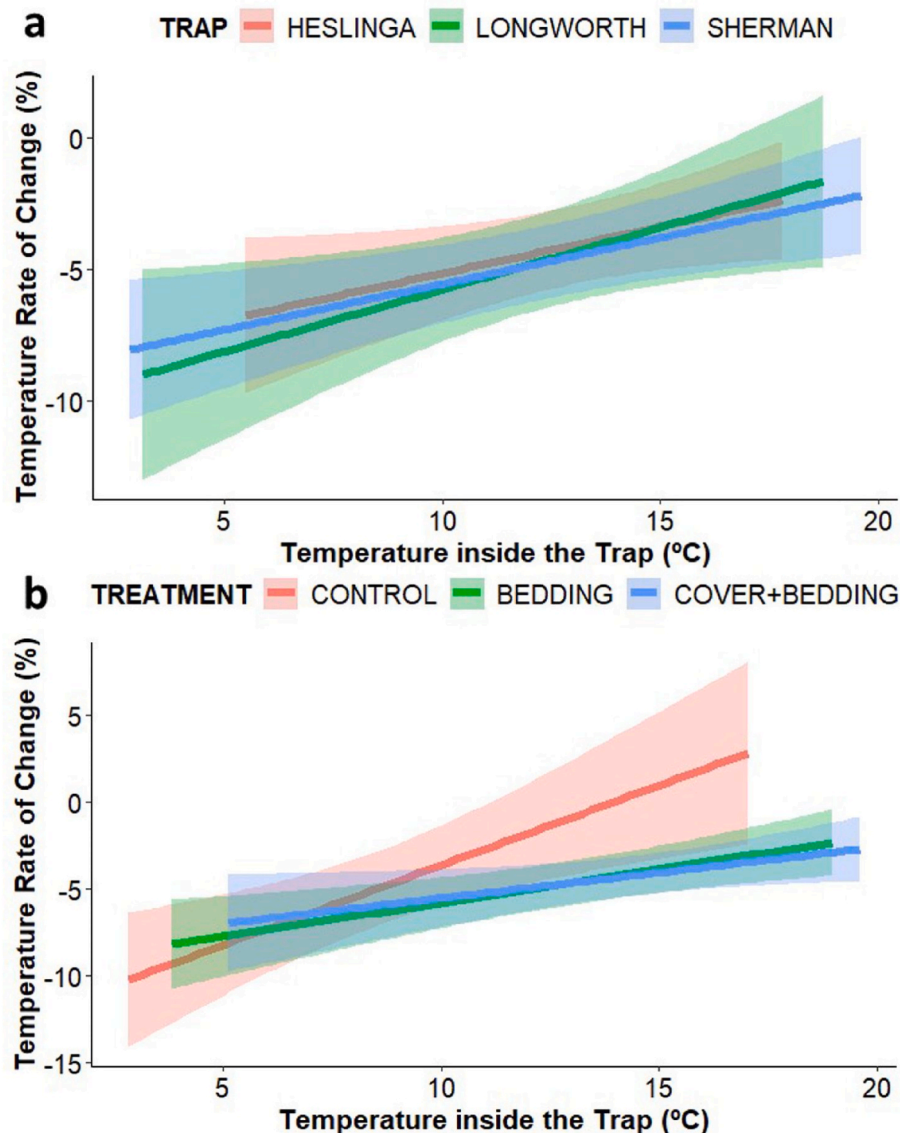 a
TRAP HESLINGA LONGWORTH SHERMAN
Temperature Rate of Change (%)
0
-5
-10
5 10 15 20
Temperature inside the Trap (ºC)
b
TREATMENT CONTROL BEDDING COVER+BEDDING
Temperature Rate of Change (%)
5
0
-5
-10
-15
5 10 15 20
Temperature inside the Trap (ºC)